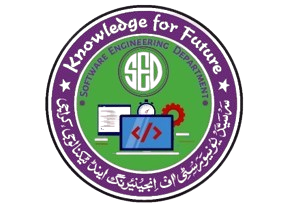 Knowledge for Future
SOFTWARE ENGINEERING DEPARTMENT
SED
</>
سرسید یونیورسٹی آف انجینئرنگ اینڈ ٹیکنالوجی، کراچی